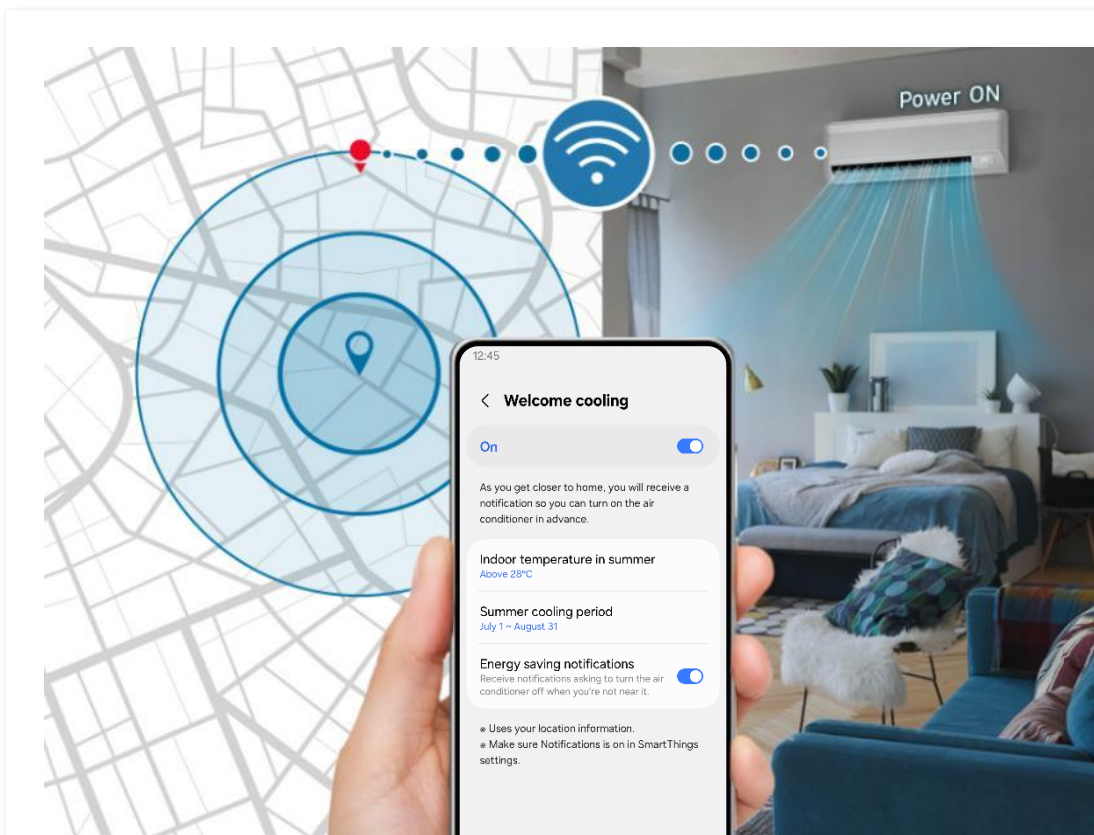 Power ON
12:45
Welcome cooling
On
As you get closer to home, you will receive a
notification so you can turn on the air
conditioner in advance.
Indoor temperature in summer
Above 28°C
Summer cooling period
July 1 ~ August 31
Energy saving notifications
Receive notifications asking to turn the air
conditioner off when you're not near it.
※ Uses your location information.
※ Make sure Notifications is on in SmartThings
settings.